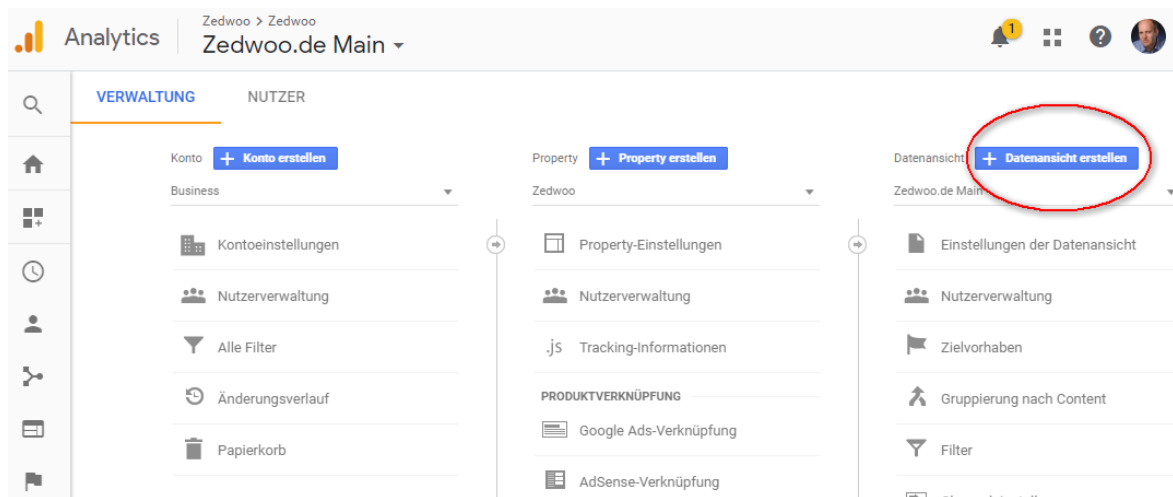 Analytics
Zedwoo > Zedwoo
Zedwoo.de Main
1
?
VERWALTUNG NUTZER
Konto + Konto erstellen
Business
Kontoeinstellungen
Nutzerverwaltung
Alle Filter
Änderungsverlauf
Papierkorb
Property + Property erstellen
Zedwoo
Property-Einstellungen
Nutzerverwaltung
.js Tracking-Informationen
PRODUKTVERKNÜPFUNG
Google Ads-Verknüpfung
AdSense-Verknüpfung
Datenansicht + Datenansicht erstellen
Zedwoo.de Main
Einstellungen der Datenansicht
Nutzerverwaltung
Zielvorhaben
Gruppierung nach Content
Filter